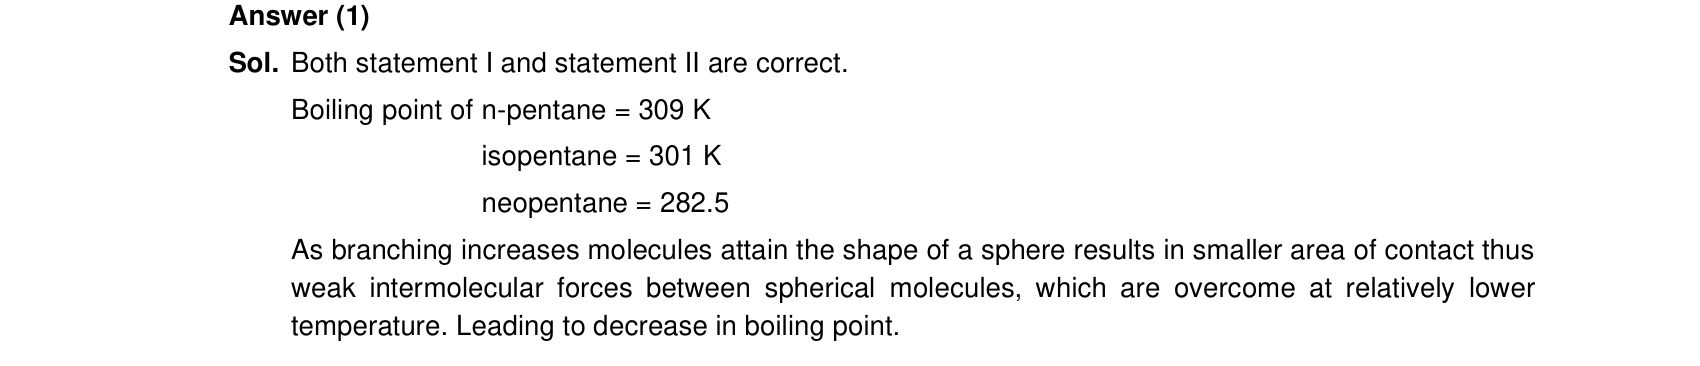 Answer (1)
Sol. Both statement I and statement II are correct.
Boiling point of n-pentane = 309 K
isopentane = 301 K
neopentane = 282.5
As branching increases molecules attain the shape of a sphere results in smaller area of contact thus
weak intermolecular forces between spherical molecules, which are overcome at relatively lower
temperature. Leading to decrease in boiling point.